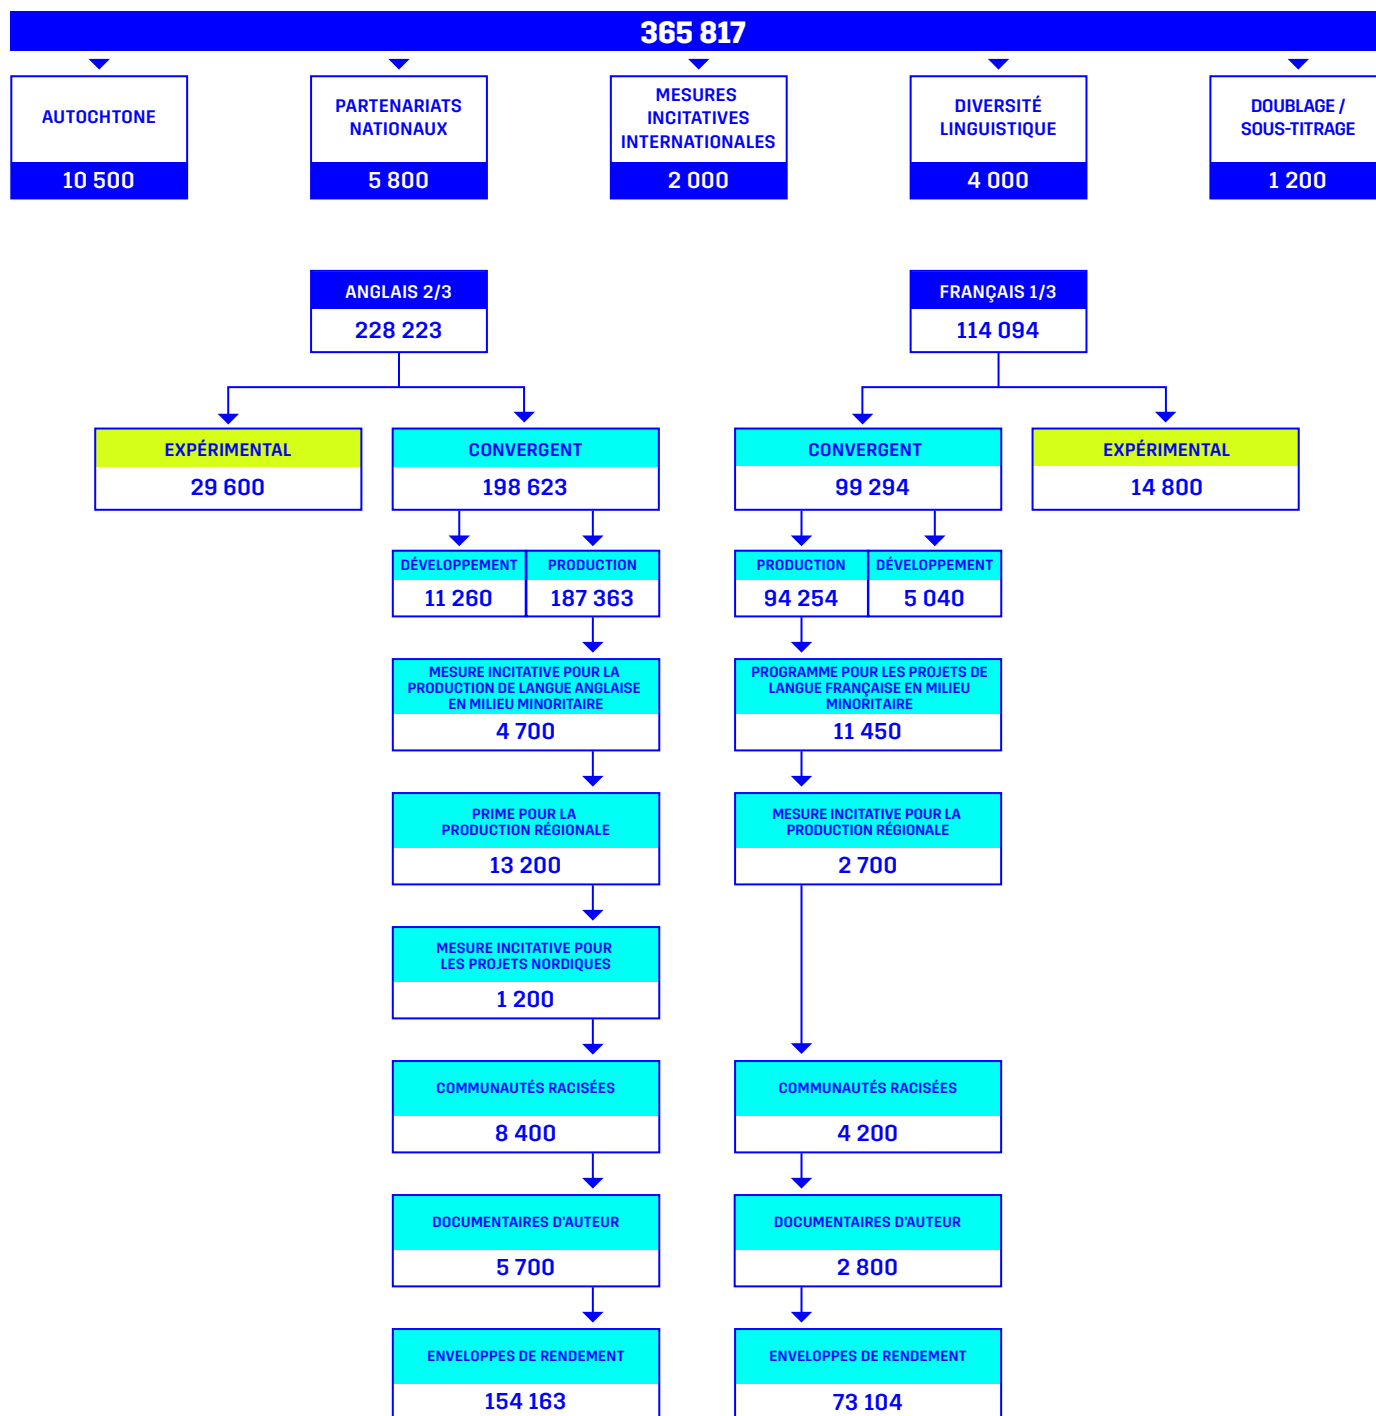 365 817
AUTOCHTONE
10 500
PARTENARIATS
NATIONAUX
5 800
MESURES
INCITATIVES
INTERNATIONALES
2 000
DIVERSITÉ
LINGUISTIQUE
4 000
DOUBLAGE /
SOUS-TITRAGE
1 200
ANGLAIS 2/3
228 223
FRANÇAIS 1/3
114 094
EXPÉRIMENTAL
29 600
CONVERGENT
198 623
CONVERGENT
99 294
EXPÉRIMENTAL
14 800
DÉVELOPPEMENT
11 260
PRODUCTION
187 363
PRODUCTION
94 254
DÉVELOPPEMENT
5 040
MESURE INCITATIVE POUR LA
PRODUCTION DE LANGUE ANGLAISE
EN MILIEU MINORITAIRE
4 700
PROGRAMME POUR LES PROJETS DE
LANGUE FRANÇAISE EN MILIEU
MINORITAIRE
11 450
PRIME POUR LA
PRODUCTION RÉGIONALE
13 200
MESURE INCITATIVE POUR LA
PRODUCTION RÉGIONALE
2 700
MESURE INCITATIVE POUR
LES PROJETS NORDIQUES
1 200
COMMUNAUTÉS RACISÉES
8 400
COMMUNAUTÉS RACISÉES
4 200
DOCUMENTAIRES D'AUTEUR
5 700
DOCUMENTAIRES D'AUTEUR
2 800
ENVELOPPES DE RENDEMENT
154 163
ENVELOPPES DE RENDEMENT
73 104